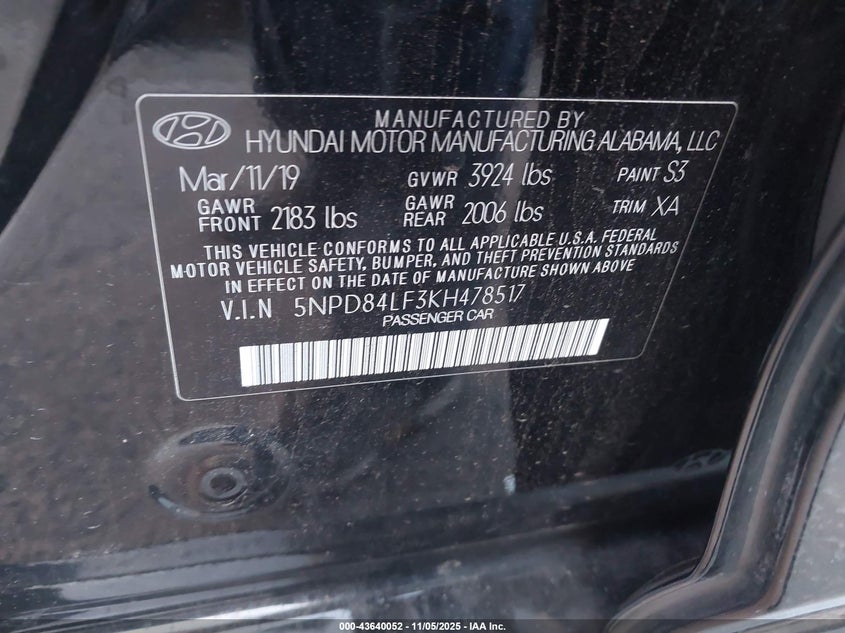 MANUFACTURED BY
HYUNDAI MOTOR MANUFACTURING ALABAMA, LLC
Mar/11/19 GVWR 3924 lbs PAINT S3
GAWR FRONT 2183 lbs GAWR REAR 2006 lbs TRIM XA
THIS VEHICLE CONFORMS TO ALL APPLICABLE U.S.A. FEDERAL
MOTOR VEHICLE SAFETY, BUMPER, AND THEFT PREVENTION STANDARDS
IN EFFECT ON THE DATE OF MANUFACTURE SHOWN ABOVE
V.I.N 5NPD84LF3KH478517
PASSENGER CAR
000-43640052 - 11/05/2025 - IAA Inc.